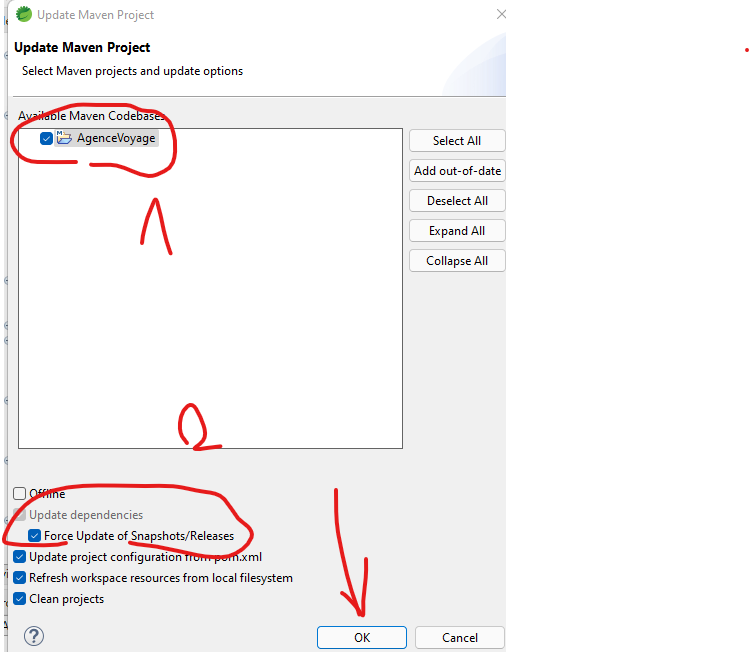 Update Maven Project
Update Maven Project
Select Maven projects and update options
Available Maven Codebases
AgenceVoyage
Select All
Add out-of-date
Deselect All
Expand All
Collapse All
1
2
Offline
Update dependencies
Force Update of Snapshots/Releases
Update project configuration from pom.xml
Refresh workspace resources from local filesystem
Clean projects
? OK Cancel